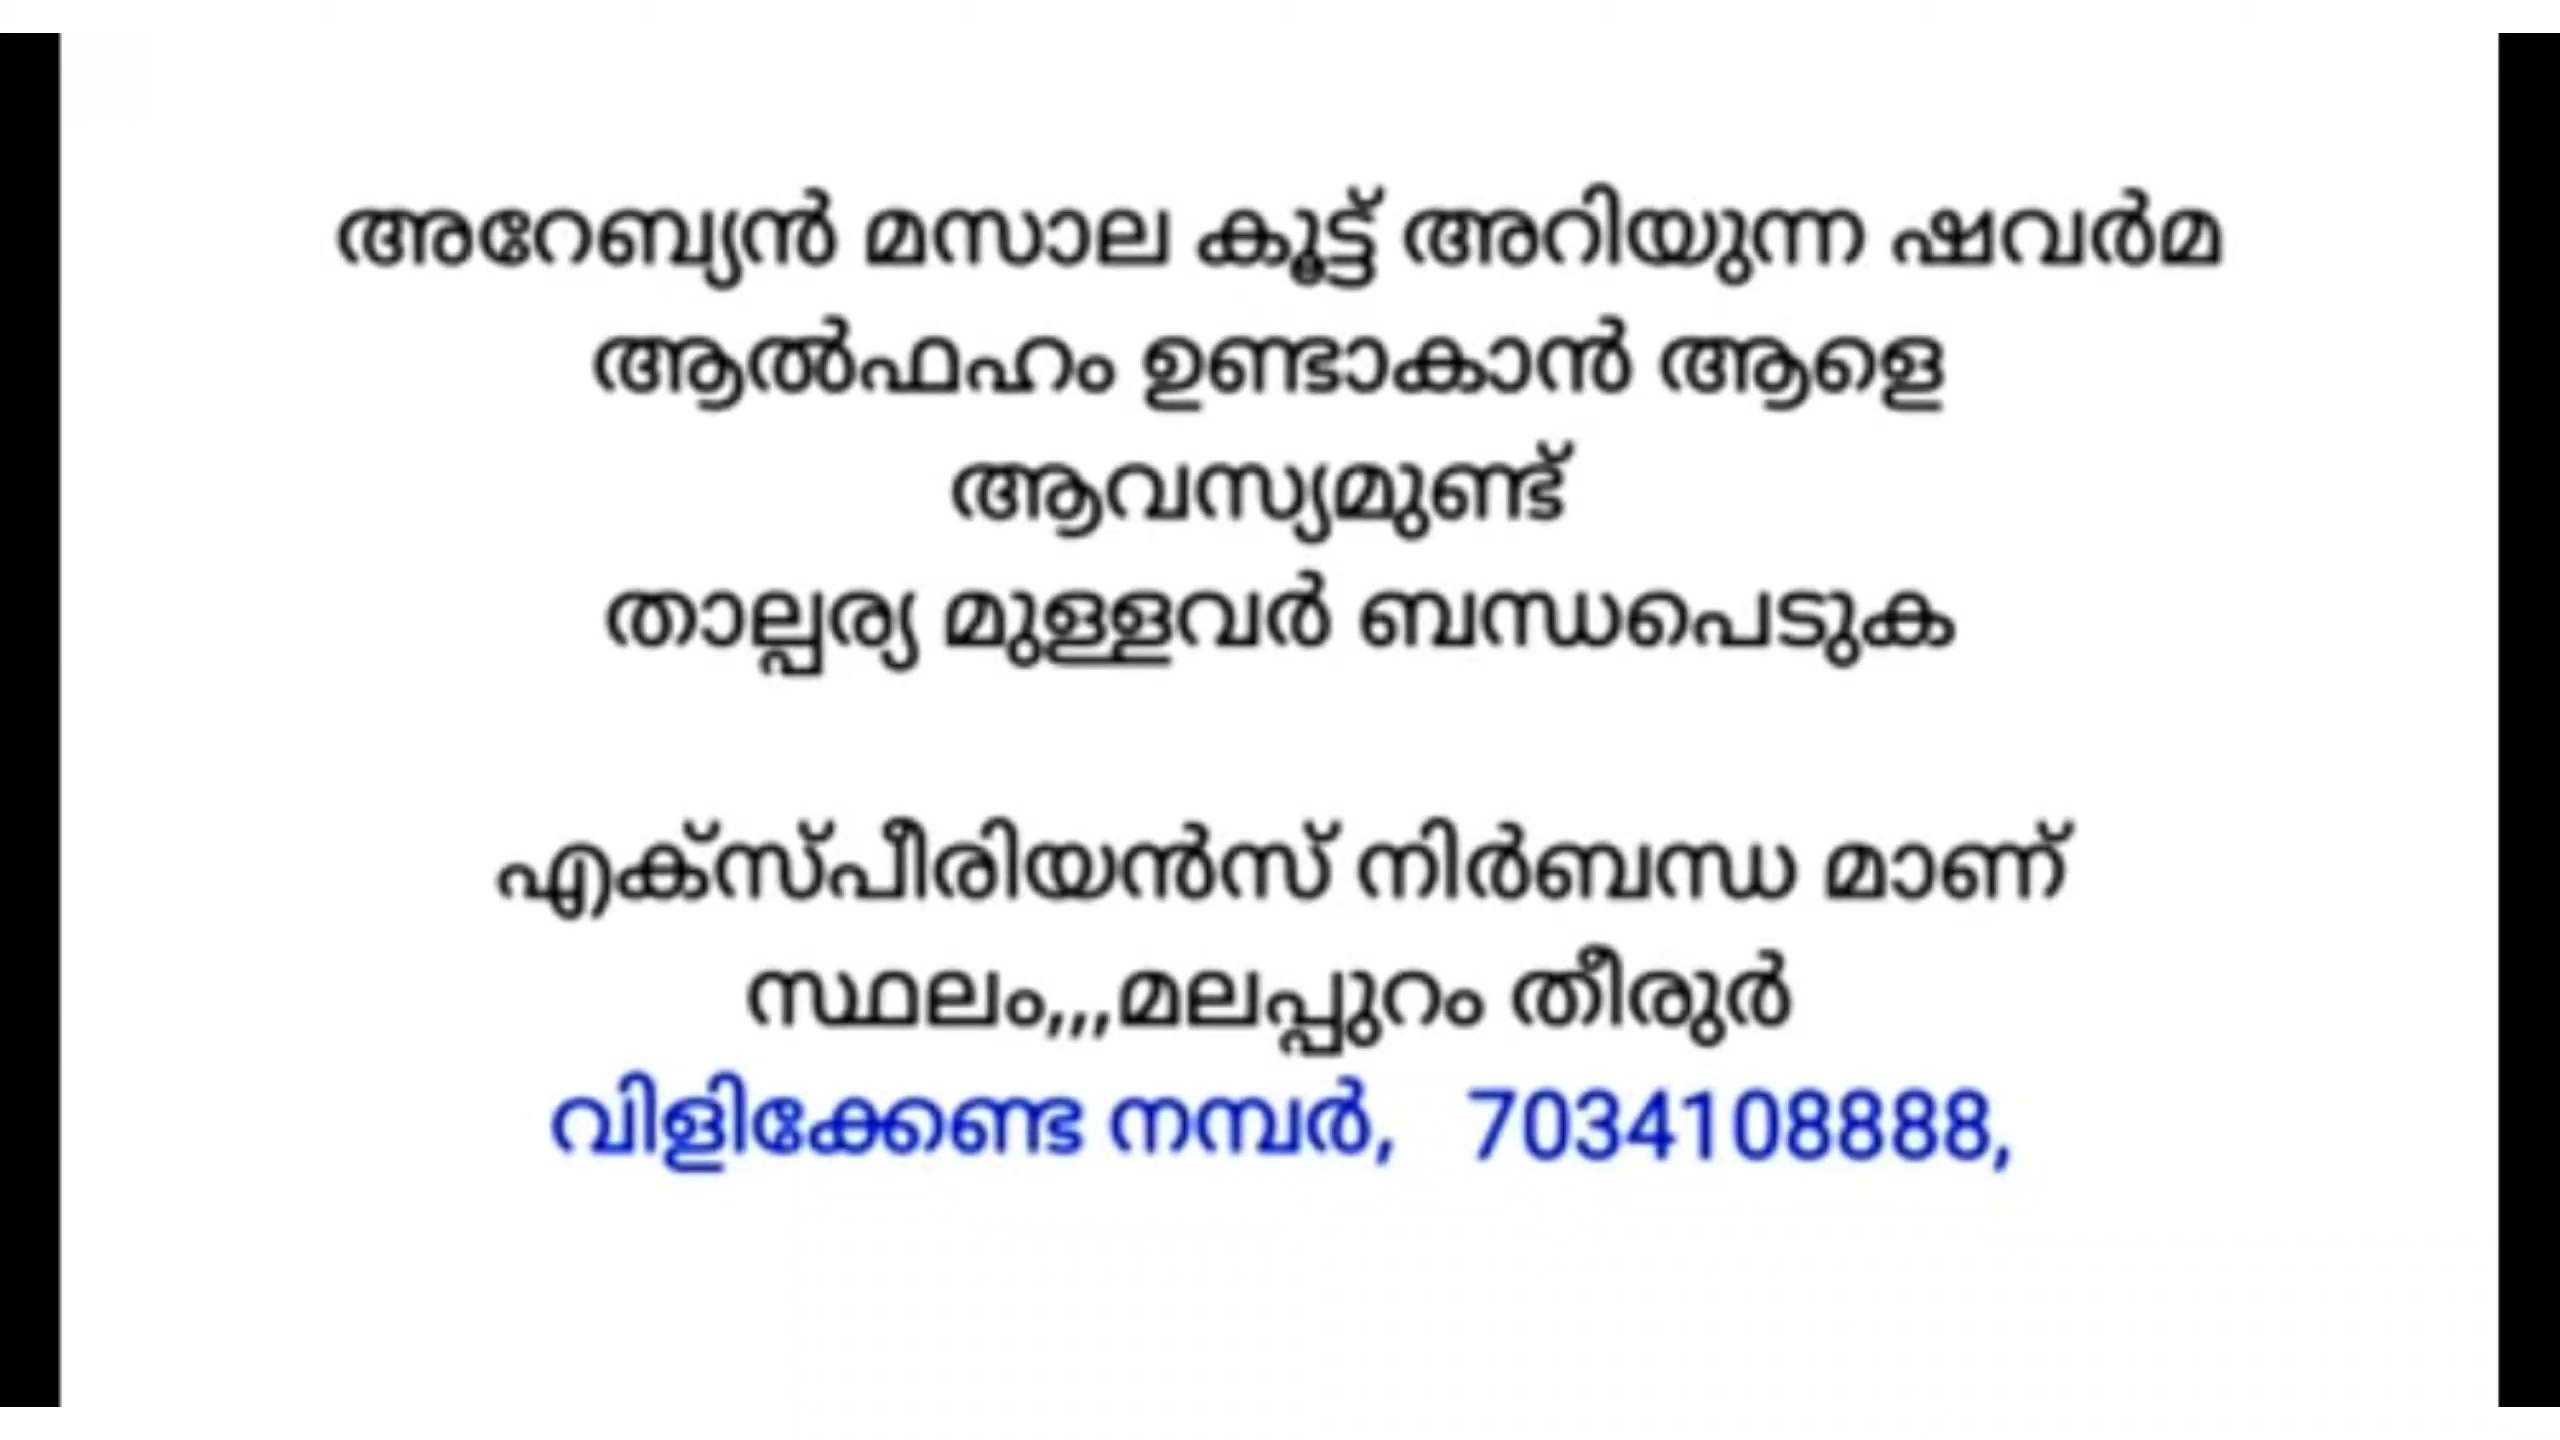 അറേബ്യൻ മസാല കൂട്ട് അറിയുന്ന ഷവർമ
ആൽഫഹം ഉണ്ടാകാൻ ആളെ
ആവസ്യമുണ്ട്
താല്പര്യ മുള്ളവർ ബന്ധപെടുക
എക്സ്പീരിയൻസ് നിർബന്ധ മാണ്
സ്ഥലം,,,മലപ്പുറം തീരുർ
വിളിക്കേണ്ട നമ്പർ, 7034108888,